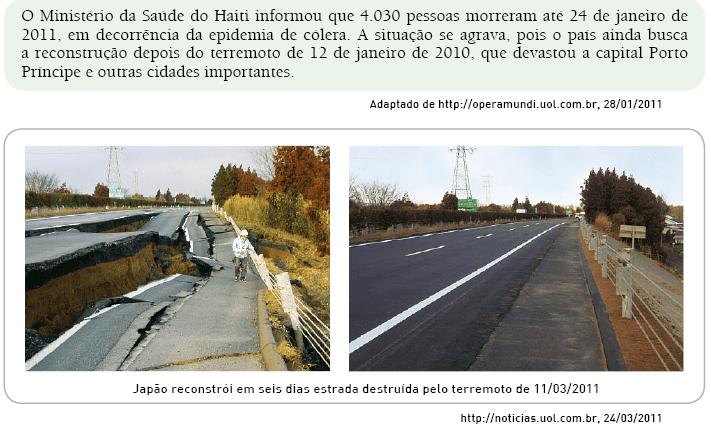 O Ministério da Saúde do Haiti informou que 4.030 pessoas morreram até 24 de janeiro de
2011, em decorrência da epidemia de cólera. A situação se agrava, pois o país ainda busca
a reconstrução depois do terremoto de 12 de janeiro de 2010, que devastou a capital Porto
Príncipe e outras cidades importantes.
Adaptado de http://operamundi.uol.com.br, 28/01/2011
Japão reconstrói em seis dias estrada destruída pelo terremoto de 11/03/2011
http://noticias.uol.com.br, 24/03/2011